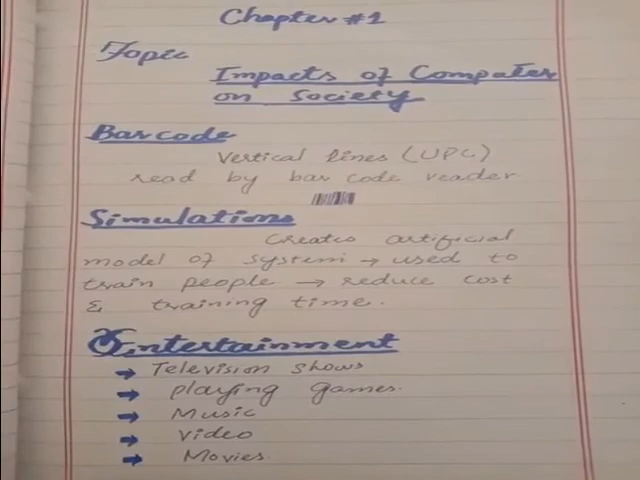 Chapter #1
Topic
Impacts of Computer
on Society
Barcode
Vertical lines (UPC)
read by bar code reader
Simulations
Creates artificial
model of system → used to
train people → reduce cost
& training time.
Entertainment
→ Television shows
→ playing games.
→ Music
→ video
→ Movies.